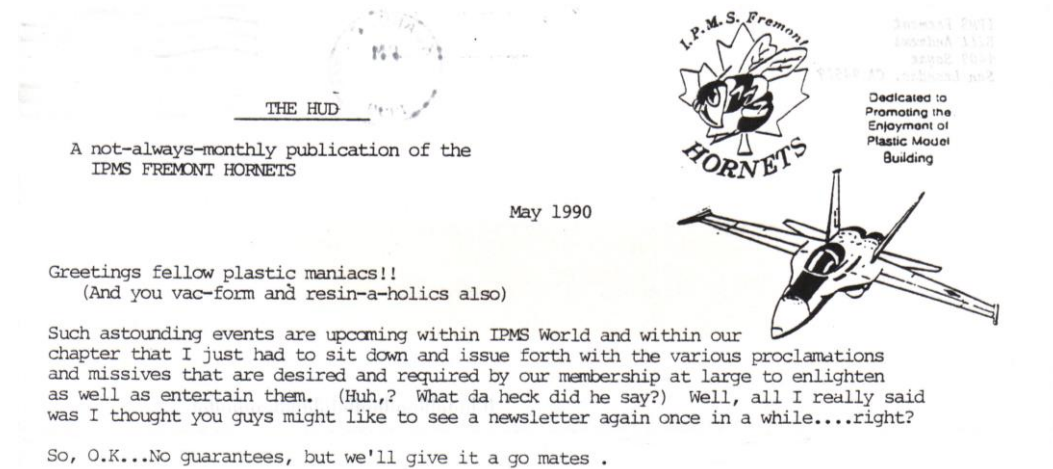 I.P.M.S. Fremont
HORNETS
Dedicated to
Promoting the
Enjoyment of
Plastic Model
Building
THE HUD
A not-always-monthly publication of the
IPMS FREMONT HORNETS
May 1990
Greetings fellow plastic maniacs!!
(And you vac-form and resin-a-holics also)
Such astounding events are upcoming within IPMS World and within our
chapter that I just had to sit down and issue forth with the various proclamations
and missives that are desired and required by our membership at large to enlighten
as well as entertain them. (Huh,? What da heck did he say?) Well, all I really said
was I thought you guys might like to see a newsletter again once in a while....right?
So, O.K...No guarantees, but we'll give it a go mates .